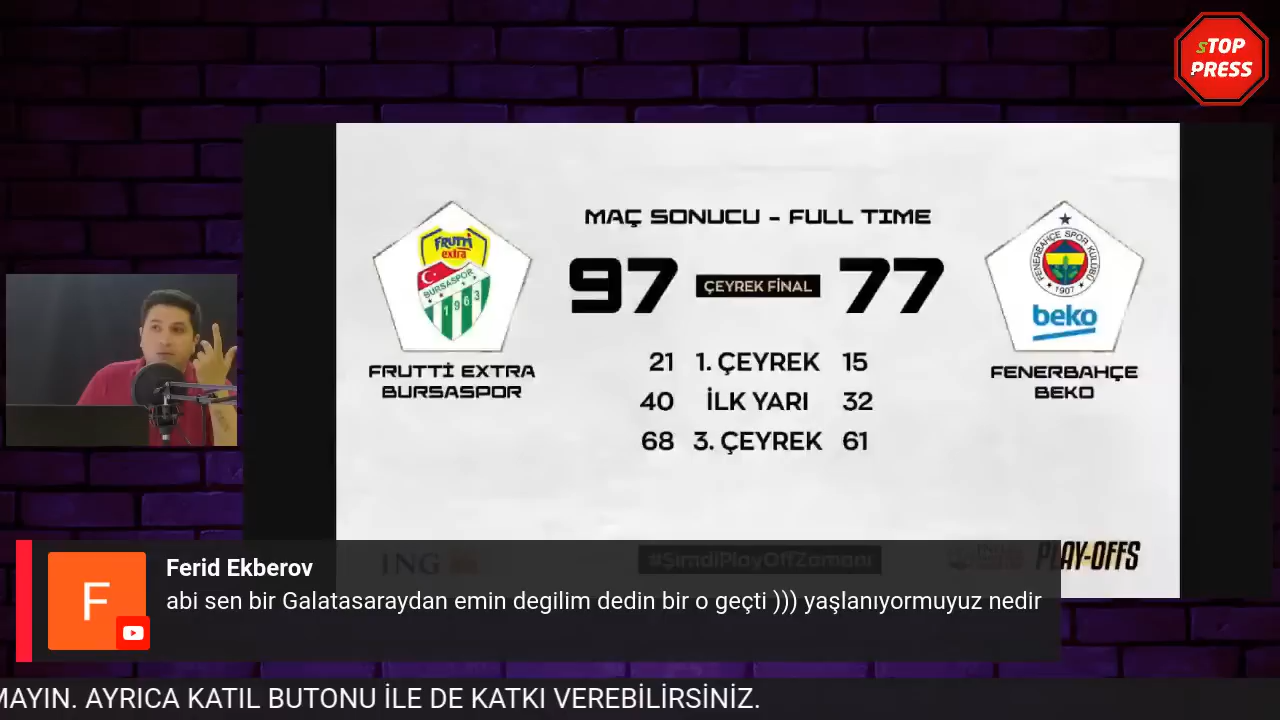 sTOP
PRESS
MAÇ SONUCU - FULL TIME
FRUTTİ
extra
BURSASPOR
1963
97 ÇEYREK FİNAL 77
FENERBAHÇE SPOR KULÜBÜ
1907
beko
FRUTTİ EXTRA
BURSASPOR
FENERBAHÇE
BEKO
21 1. ÇEYREK 15
40 İLK YARI 32
68 3. ÇEYREK 61
ING
#SimdiPlayOffZamanı
PLAY-OFFS
F
Ferid Ekberov
abi sen bir Galatasaraydan emin degilim dedin bir o geçti ))) yaşlanıyormuyuz nedir
MAYIN. AYRICA KATIL BUTONU İLE DE KATKI VEREBİLİRSİNİZ.